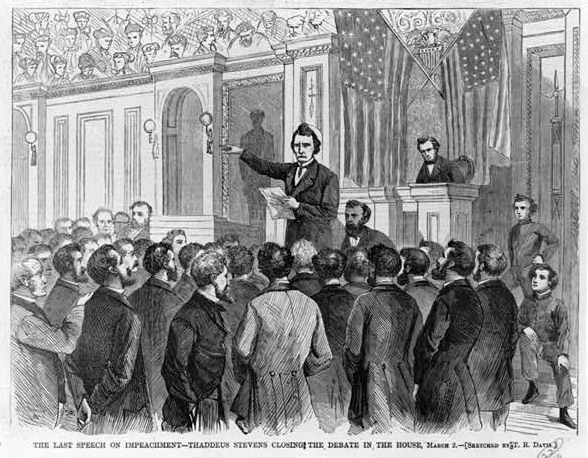 THE LAST SPEECH ON IMPEACHMENT—THADDEUS STEVENS CLOSING THE DEBATE IN THE HOUSE, MARCH 2.—[SKETCHED BY T. H. DAVIS.]